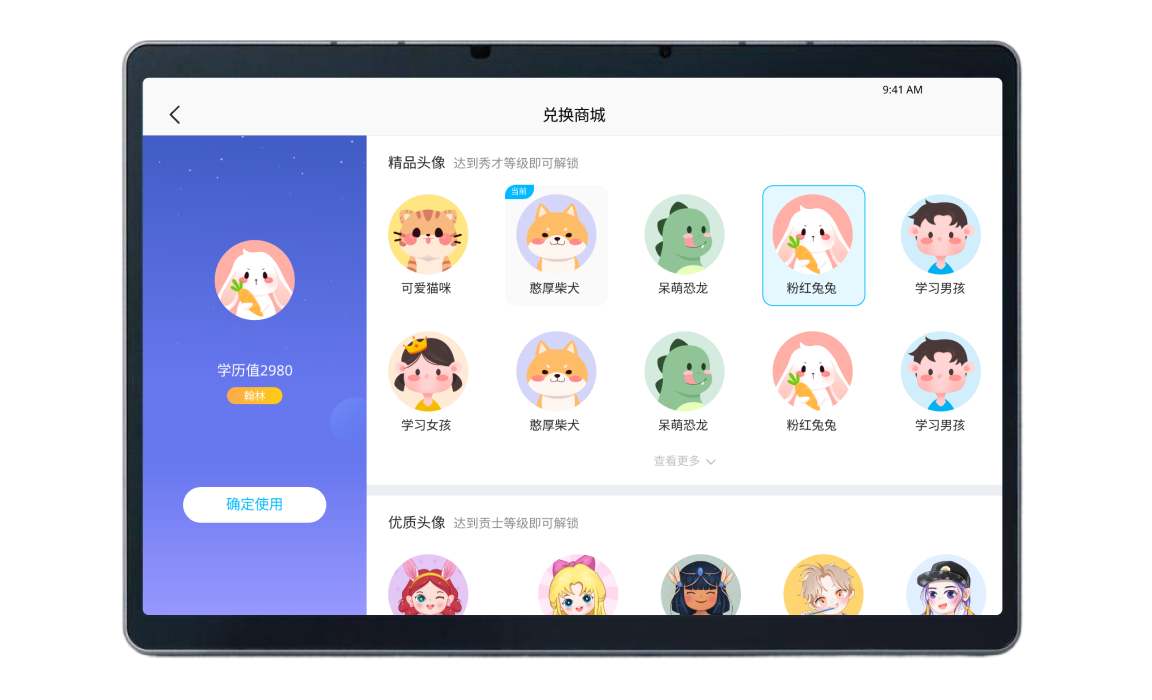 9:41 AM
兑换商城
学历值2980
翰林
确定使用
精品头像 达到秀才等级即可解锁
当前
可爱猫咪 憨厚柴犬 呆萌恐龙 粉红兔兔 学习男孩
学习女孩 憨厚柴犬 呆萌恐龙 粉红兔兔 学习男孩
查看更多
优质头像 达到贡士等级即可解锁